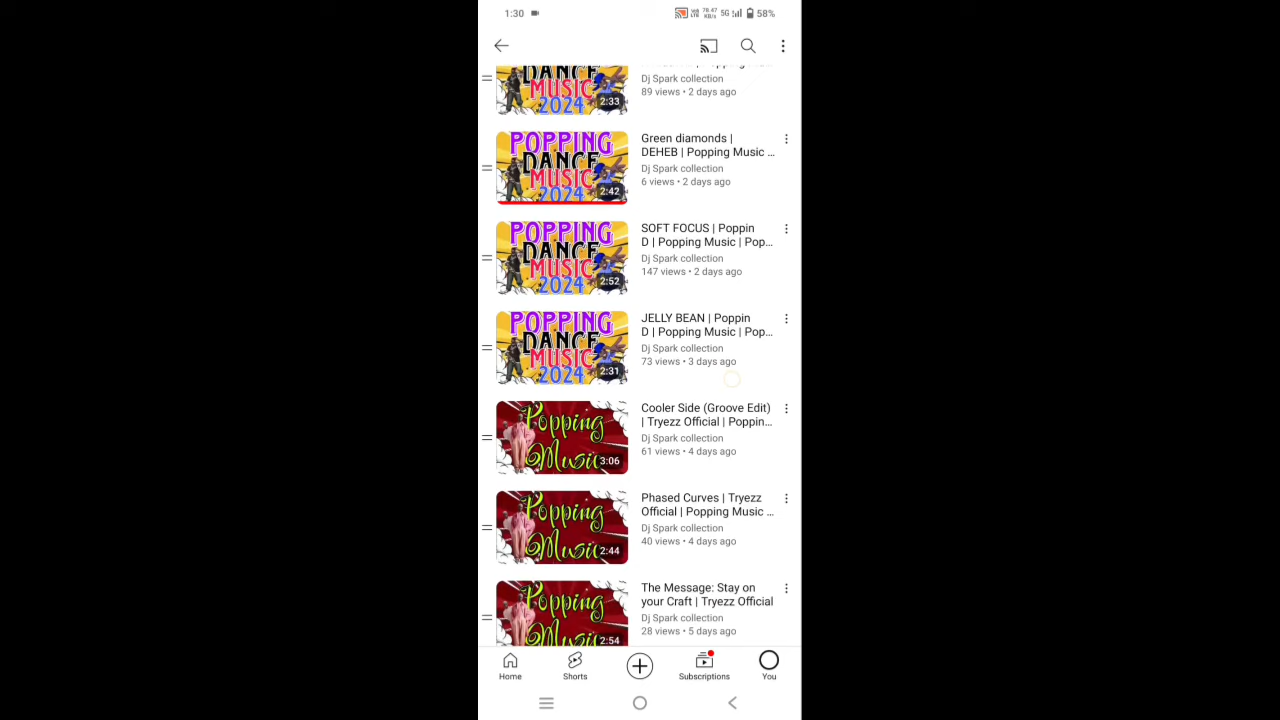 1:30 78.47 KB/s 5G 58%
DANCE
MUSIC
2024
2:33
Dj Spark collection
89 views • 2 days ago
POPPING
DANCE
MUSIC
2024
2:42
Green diamonds |
DEHEB | Popping Music ...
Dj Spark collection
6 views • 2 days ago
POPPING
DANCE
MUSIC
2024
2:52
SOFT FOCUS | Poppin
D | Popping Music | Pop...
Dj Spark collection
147 views • 2 days ago
POPPING
DANCE
MUSIC
2024
2:31
JELLY BEAN | Poppin
D | Popping Music | Pop...
Dj Spark collection
73 views • 3 days ago
Popping
Music
3:06
Cooler Side (Groove Edit)
| Tryezz Official | Poppin...
Dj Spark collection
61 views • 4 days ago
Popping
Music
2:44
Phased Curves | Tryezz
Official | Popping Music ...
Dj Spark collection
40 views • 4 days ago
Popping
Music
2:54
The Message: Stay on
your Craft | Tryezz Official
Dj Spark collection
28 views • 5 days ago
Home Shorts Subscriptions You